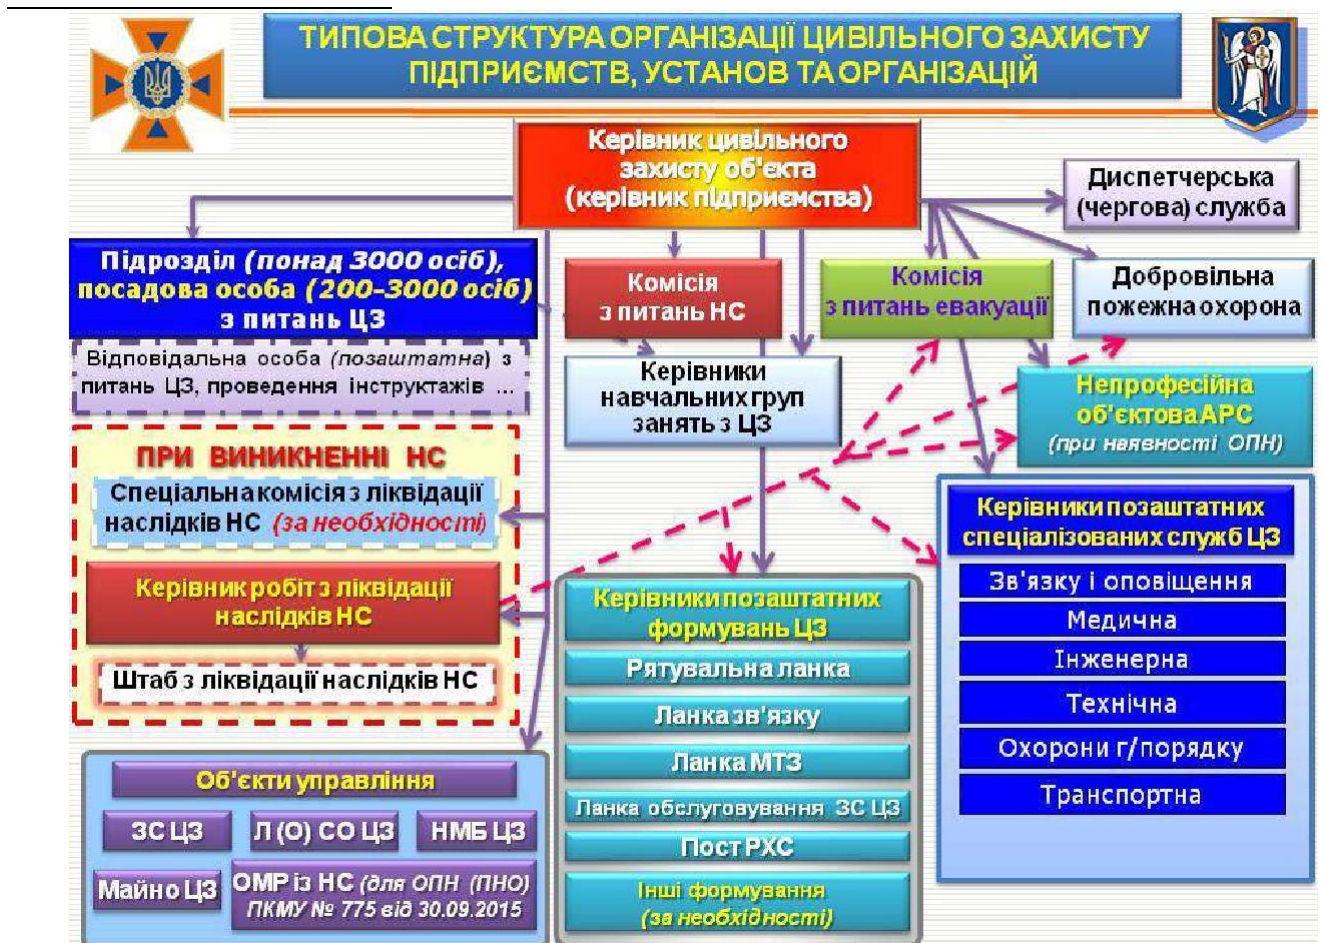 ТИПОВА СТРУКТУРА ОРГАНІЗАЦІЇ ЦИВІЛЬНОГО ЗАХИСТУ
ПІДПРИЄМСТВ, УСТАНОВ ТА ОРГАНІЗАЦІЙ
Керівник цивільного
захисту об'єкта
(керівник підприємства)
Диспетчерська
(чергова) служба
Підрозділ (понад 3000 осіб),
посадова особа (200-3000 осіб)
з питань ЦЗ
Комісія
з питань НС
Комісія
з питань евакуації
Добровільна
пожежна охорона
Відповідальна особа (позаштатна) з
питань ЦЗ, проведення інструктажів ...
Керівники
навчальних груп
занять з ЦЗ
Непрофесійна
об'єктова АРС
(при наявності ОПН)
ПРИ ВИНИКНЕННІ НС
Спеціальна комісія з ліквідації
наслідків НС (за необхідності)
Керівник робіт з ліквідації
наслідків НС
Штаб з ліквідації наслідків НС
Керівники позаштатних
спеціалізованих служб ЦЗ
Зв'язку і оповіщення
Медична
Інженерна
Технічна
Охорони г/порядку
Транспортна
Керівники позаштатних
формувань ЦЗ
Рятувальна ланка
Ланка зв'язку
Ланка МТЗ
Ланка обслуговування ЗС ЦЗ
Пост РХС
Інші формування
(за необхідності)
Об'єкти управління
ЗС ЦЗ
Л (О) СО ЦЗ
НМБ ЦЗ
Майно ЦЗ
ОМР із НС (для ОПН (ПНО)
ПКМУ № 775 від 30.09.2015